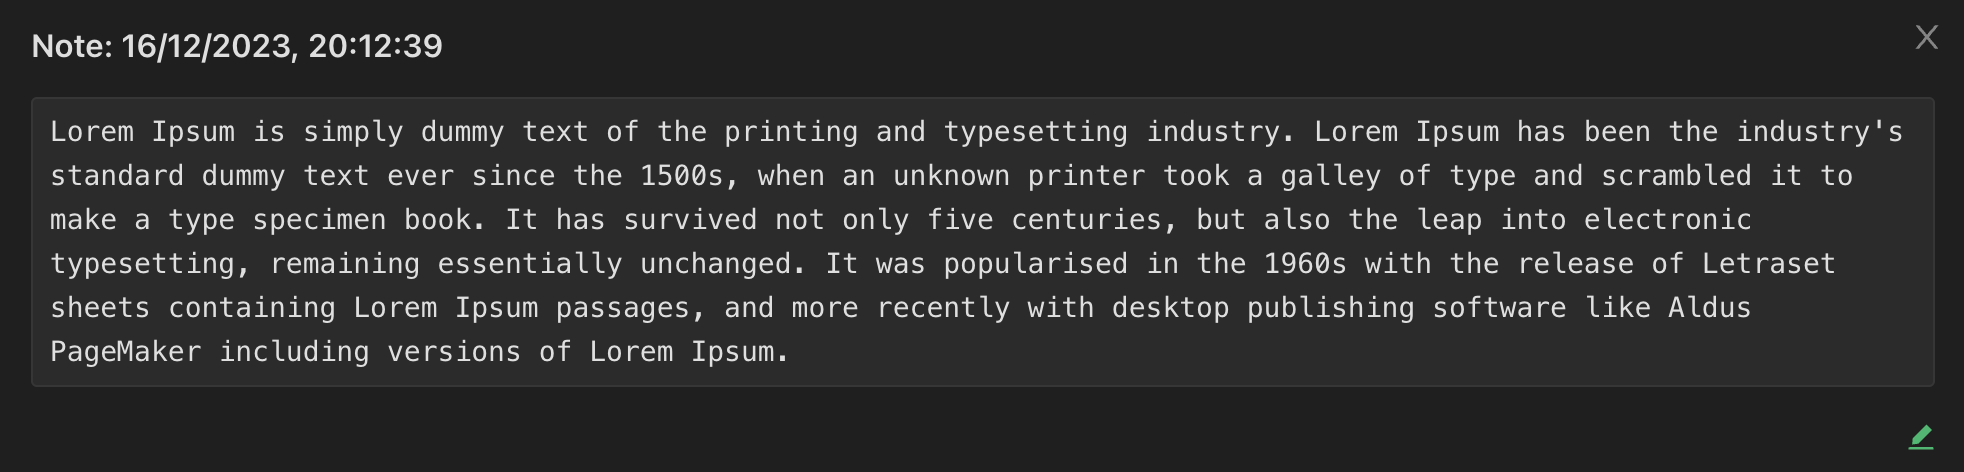 Note: 16/12/2023, 20:12:39
Lorem Ipsum is simply dummy text of the printing and typesetting industry. Lorem Ipsum has been the industry's
standard dummy text ever since the 1500s, when an unknown printer took a galley of type and scrambled it to
make a type specimen book. It has survived not only five centuries, but also the leap into electronic
typesetting, remaining essentially unchanged. It was popularised in the 1960s with the release of Letraset
sheets containing Lorem Ipsum passages, and more recently with desktop publishing software like Aldus
PageMaker including versions of Lorem Ipsum.